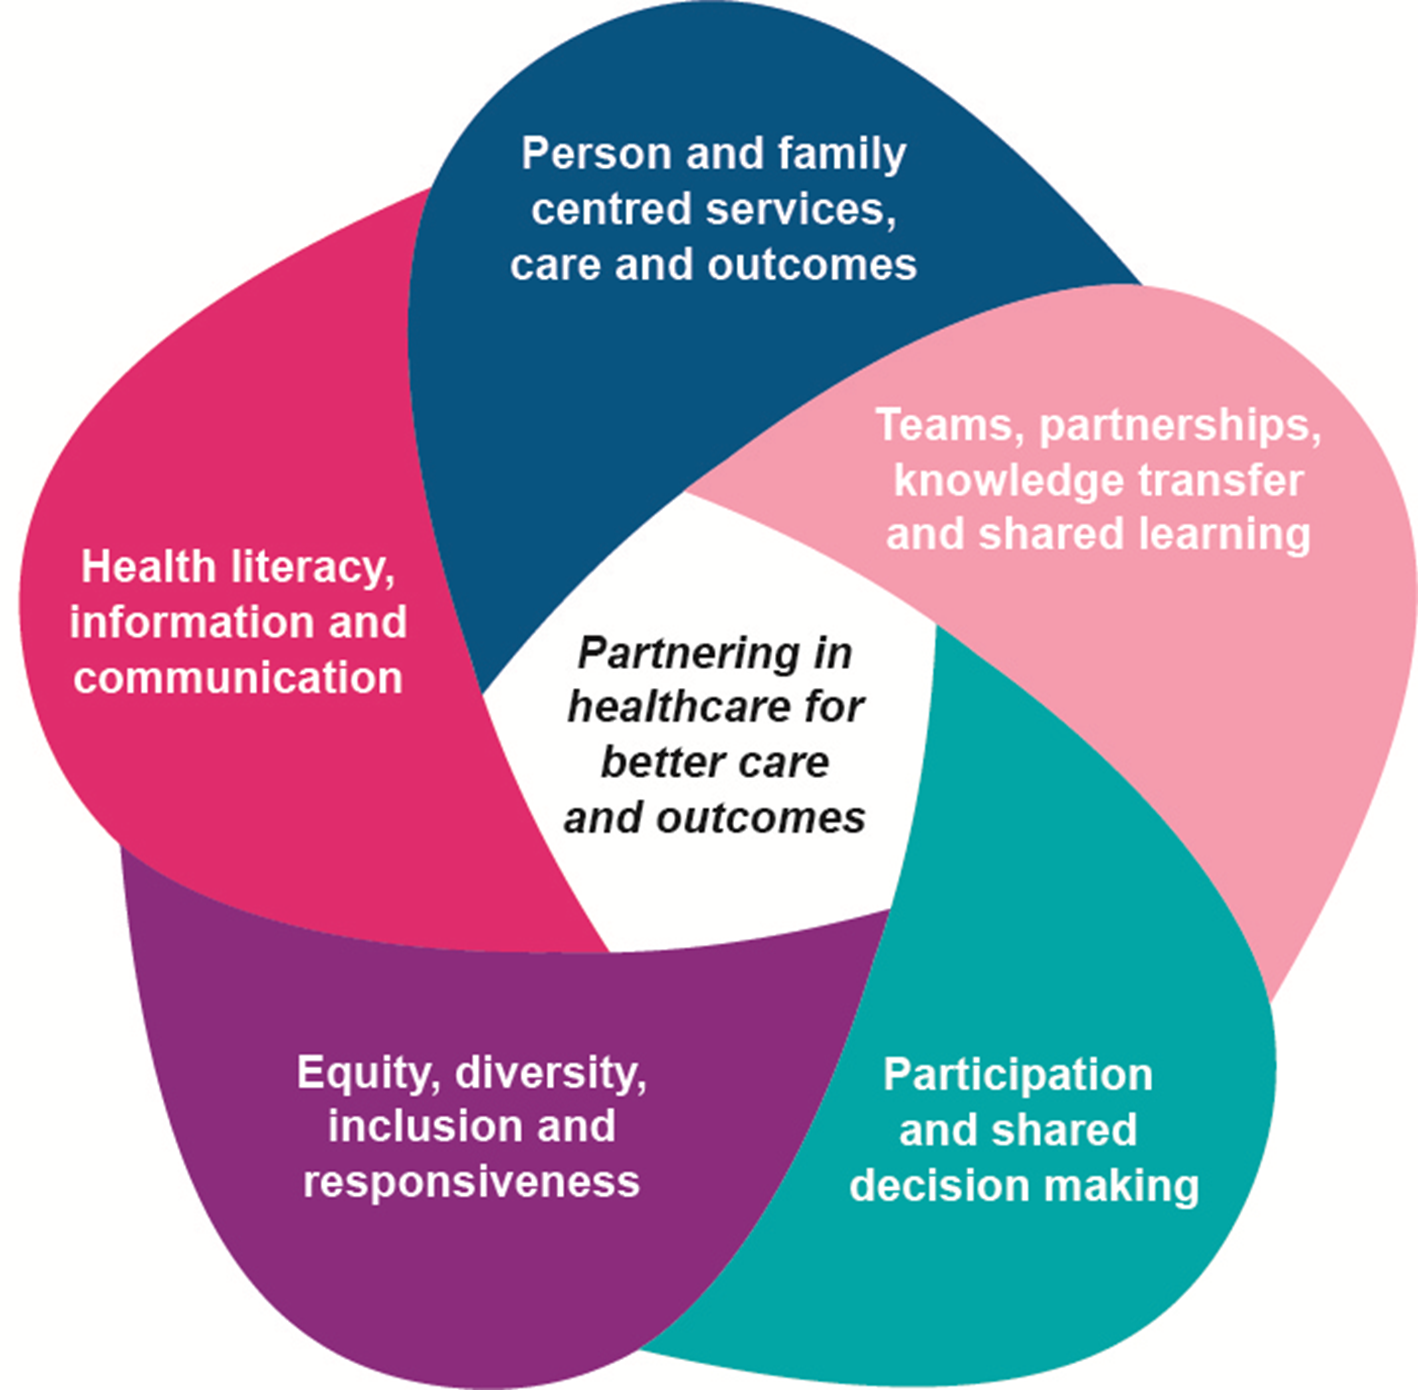 Person and family
centred services,
care and outcomes
Teams, partnerships,
knowledge transfer
and shared learning
Health literacy,
information and
communication
Partnering in
healthcare for
better care
and outcomes
Equity, diversity,
inclusion and
responsiveness
Participation
and shared
decision making